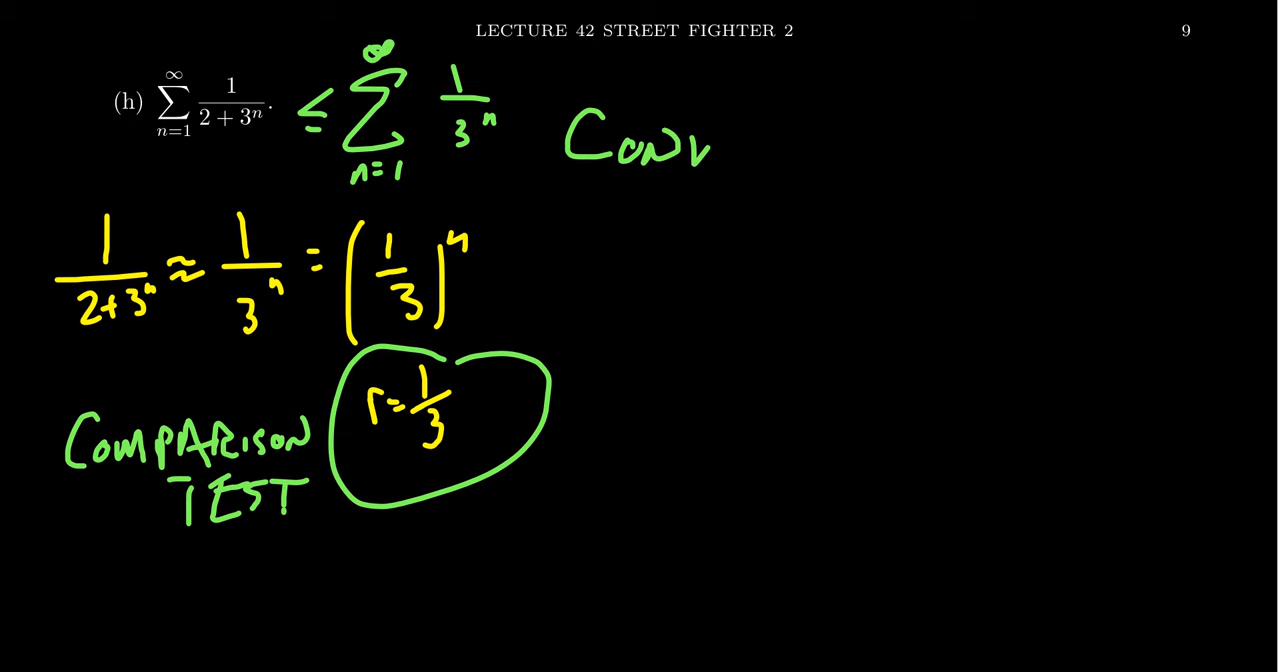 LECTURE 42 STREET FIGHTER 2 9
(h) ∑_{n=1}^{∞} 1/(2 + 3^n). ≤ ∑_{n=1}^{∞} 1/3^n Conv
1/(2+3^n) ≈ 1/3^n = (1/3)^n
r = 1/3
COMPARISON
TEST